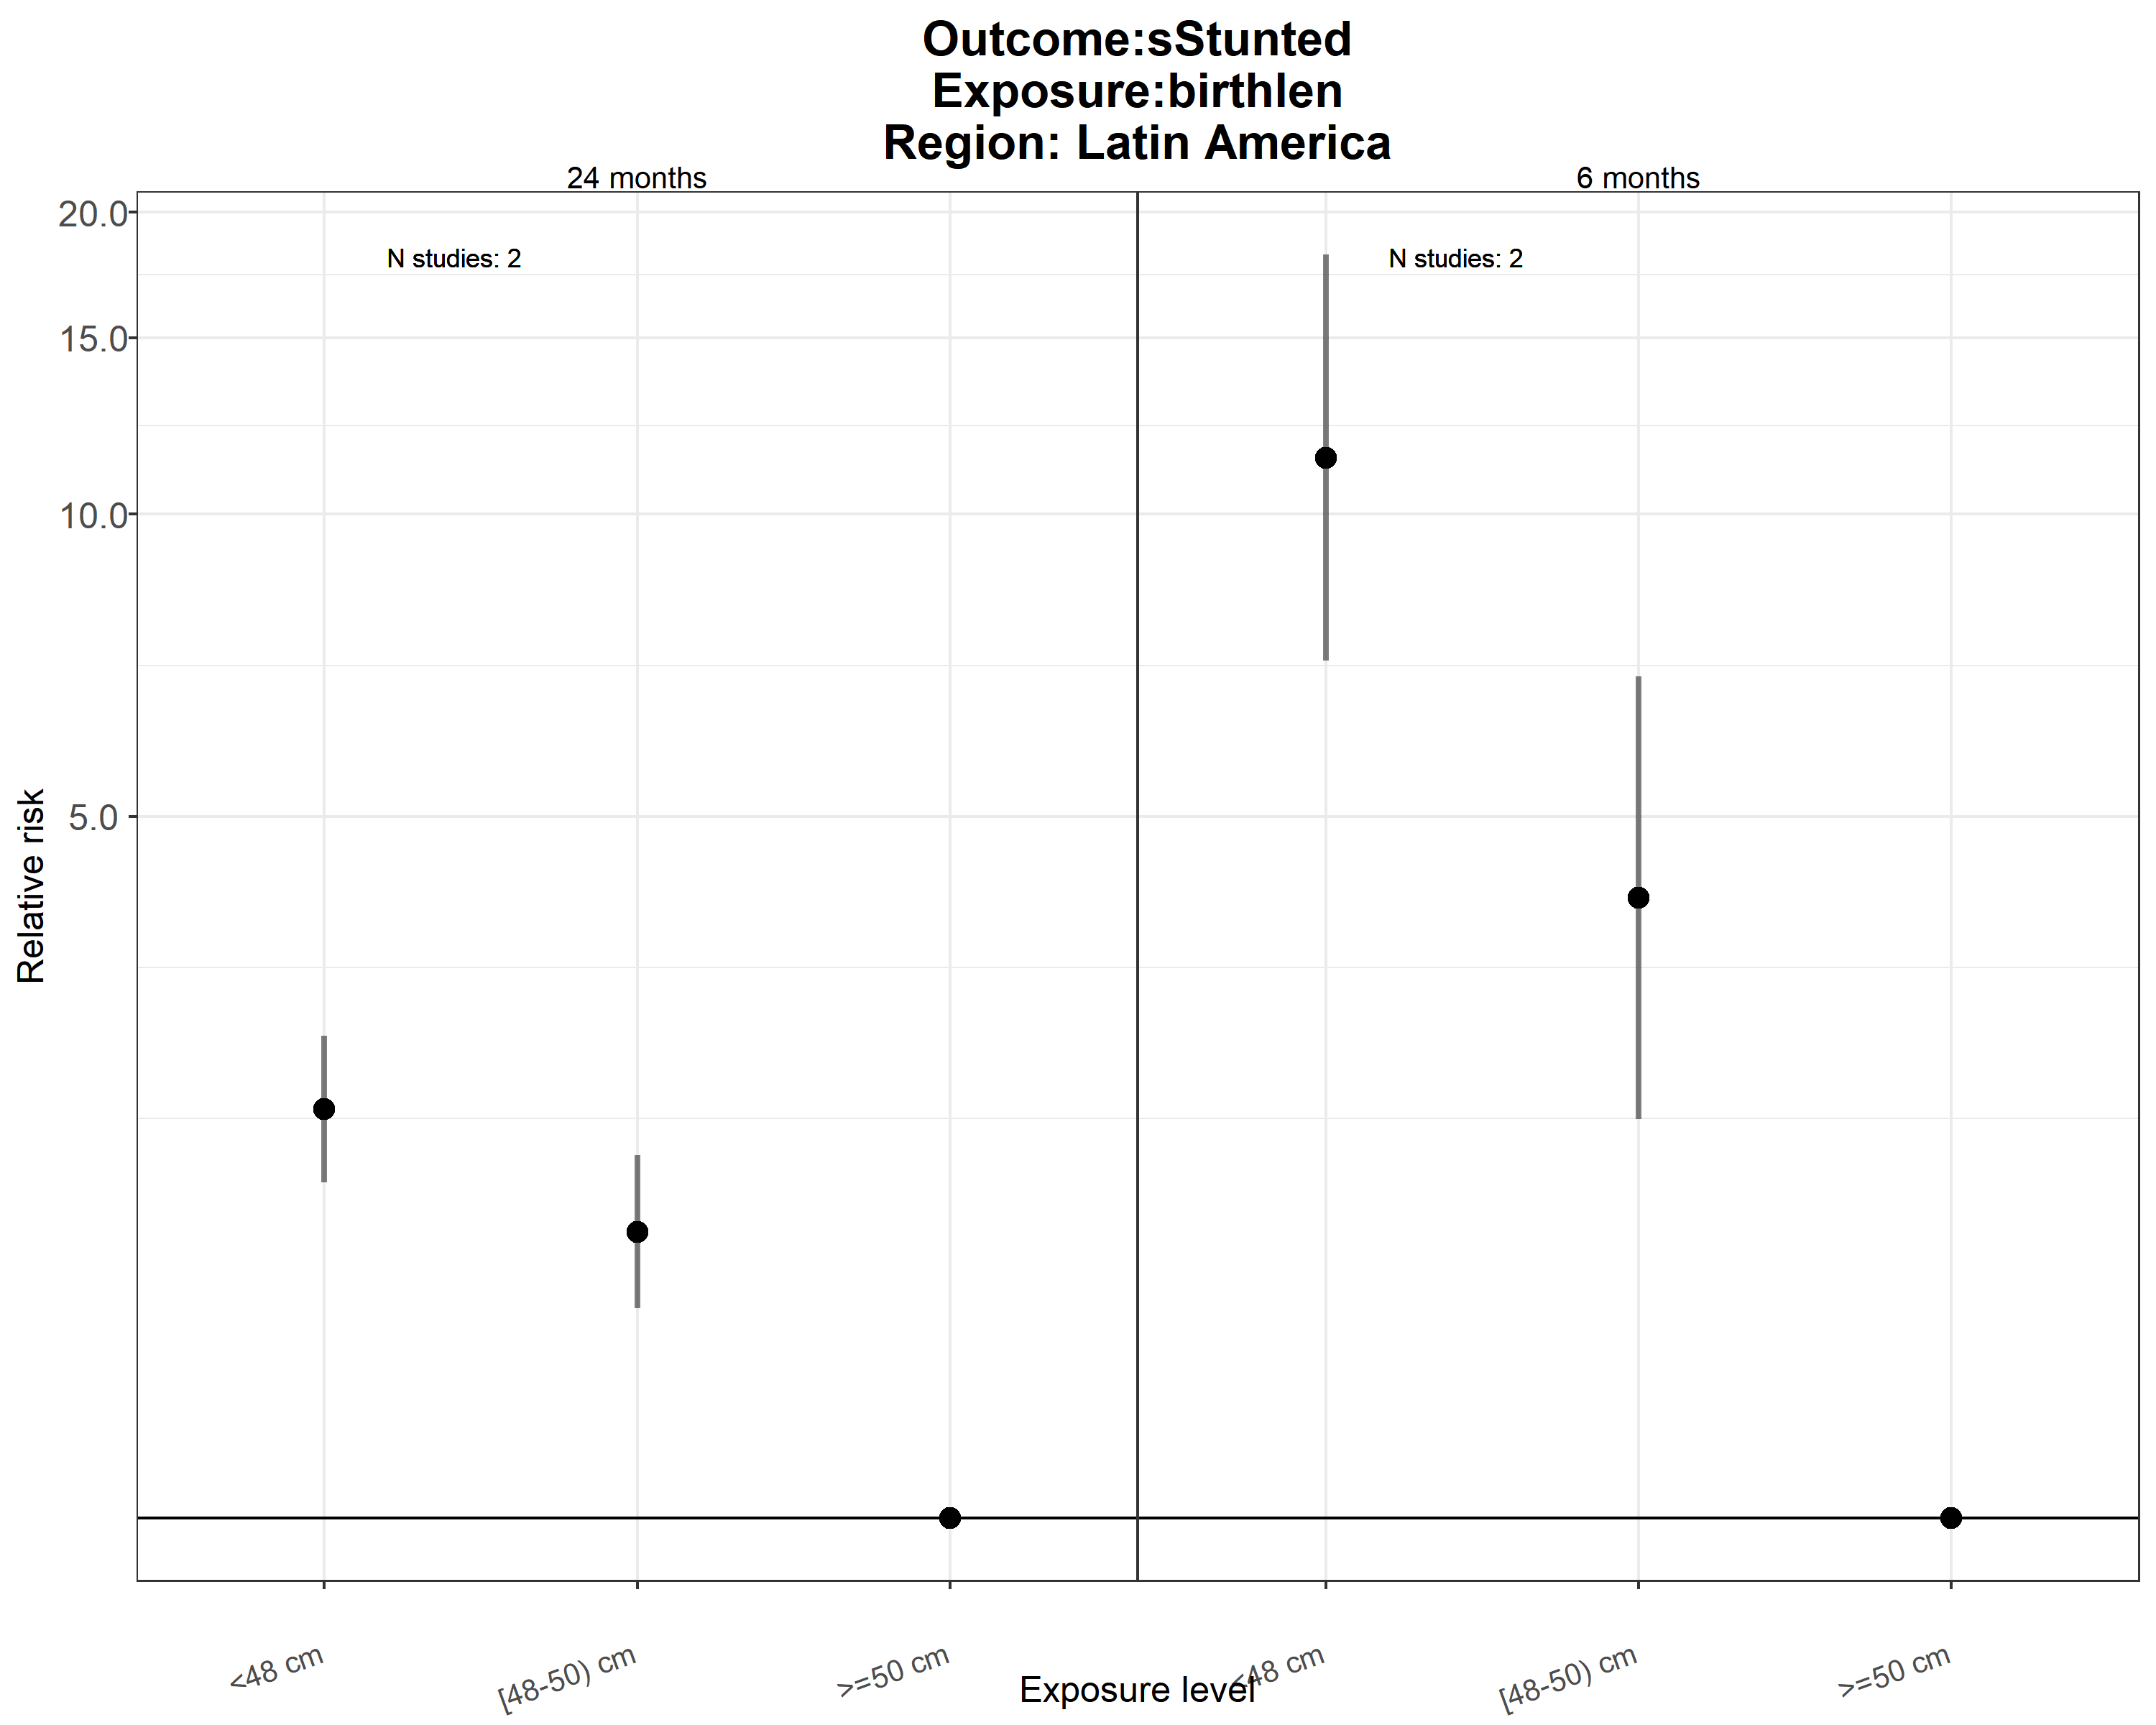 Outcome:sStunted
Exposure:birthlen
Region: Latin America
24 months
6 months
N studies: 2
N studies: 2
20.0
15.0
10.0
5.0
Relative risk
<48 cm
[48-50) cm
>=50 cm
<48 cm
[48-50) cm
>=50 cm
Exposure level